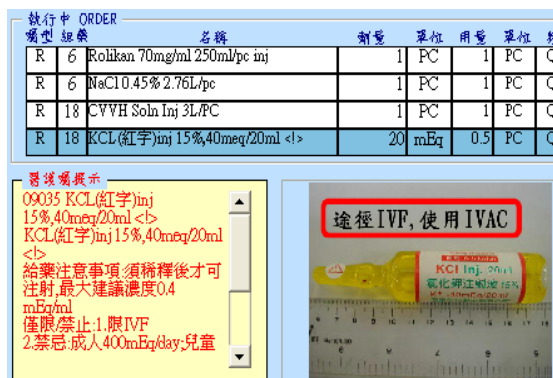 執行中 ORDER
囑型 組 藥 名稱 劑量 單位 用量 單位
R 6 Rolikan 70mg/ml 250ml/pc inj 1 PC 1 PC Q
R 6 NaCl 0.45% 2.76L/pc 1 PC 1 PC Q
R 18 CVVH Soln Inj 3L/PC 1 PC 1 PC Q
R 18 KCL(紅字)inj 15%,40meq/20ml <!> 20 mEq 0.5 PC Q
醫護囑提示
09035 KCL(紅字)inj
15%,40meq/20ml <!>
KCL(紅字)inj 15%,40meq/20ml
<!>
給藥注意事項:須稀釋後才可
注射,最大建議濃度0.4
mEq/ml
僅限/禁止:1.限IVF
2.禁忌:成人400mEq/day;兒童
途徑IVF,使用IVAC
KCl Inj. 20ml
氯化鉀注射液 15%